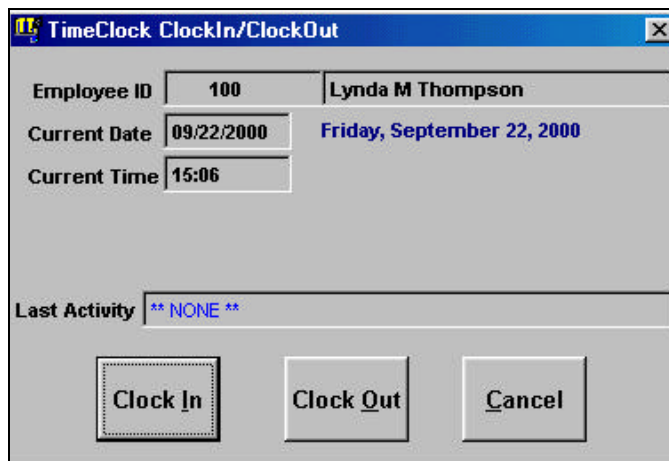 TimeClock ClockIn/ClockOut
Employee ID 100 Lynda M Thompson
Current Date 09/22/2000 Friday, September 22, 2000
Current Time 15:06
Last Activity ** NONE **
Clock In Clock Out Cancel